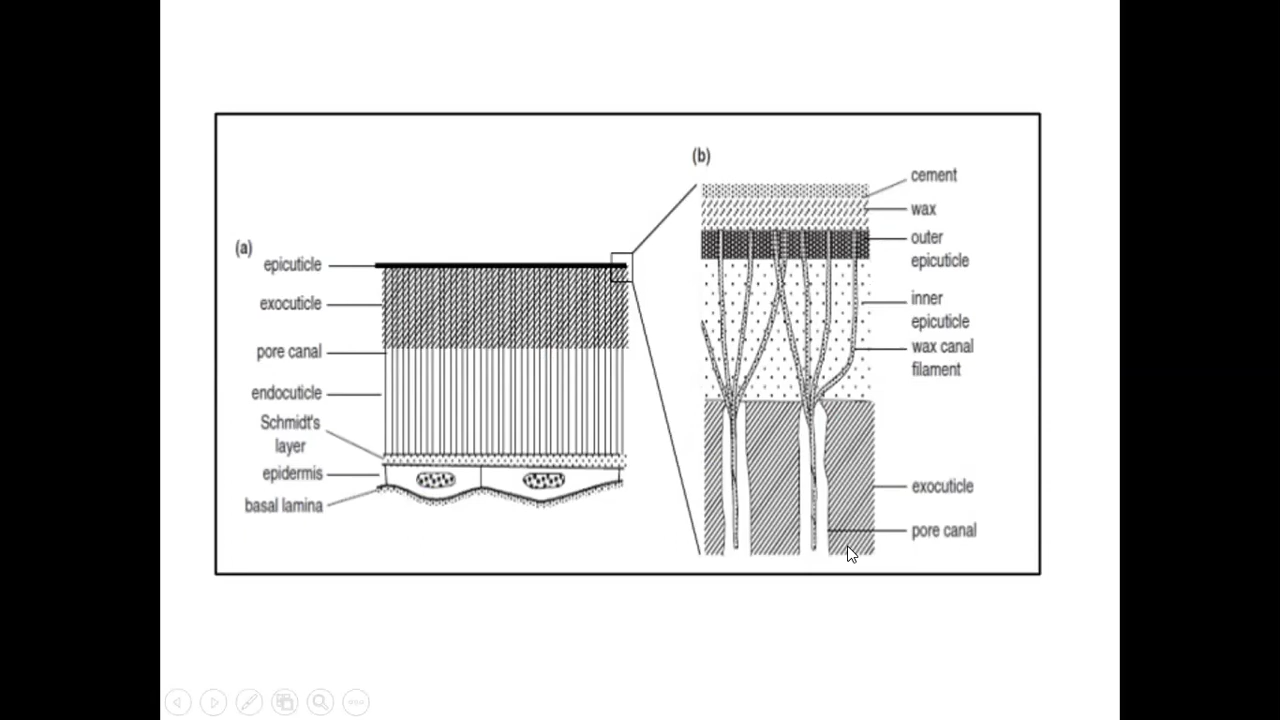 (a)
epicuticle
exocuticle
pore canal
endocuticle
Schmidt's
layer
epidermis
basal lamina
(b)
cement
wax
outer
epicuticle
inner
epicuticle
wax canal
filament
exocuticle
pore canal